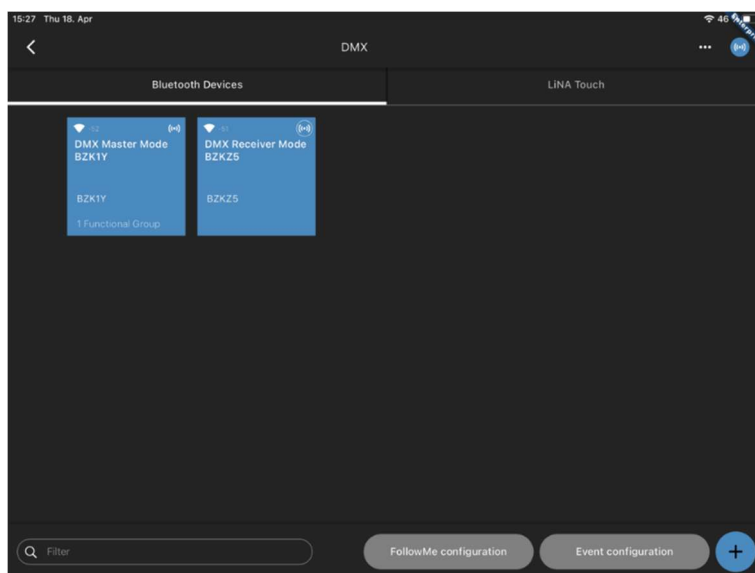 15:27 Thu 18. Apr
46
DMX
Bluetooth Devices
LiNA Touch
DMX Master Mode
BZK1Y
BZK1Y
1 Functional Group
DMX Receiver Mode
BZKZ5
BZKZ5
Filter
FollowMe configuration
Event configuration